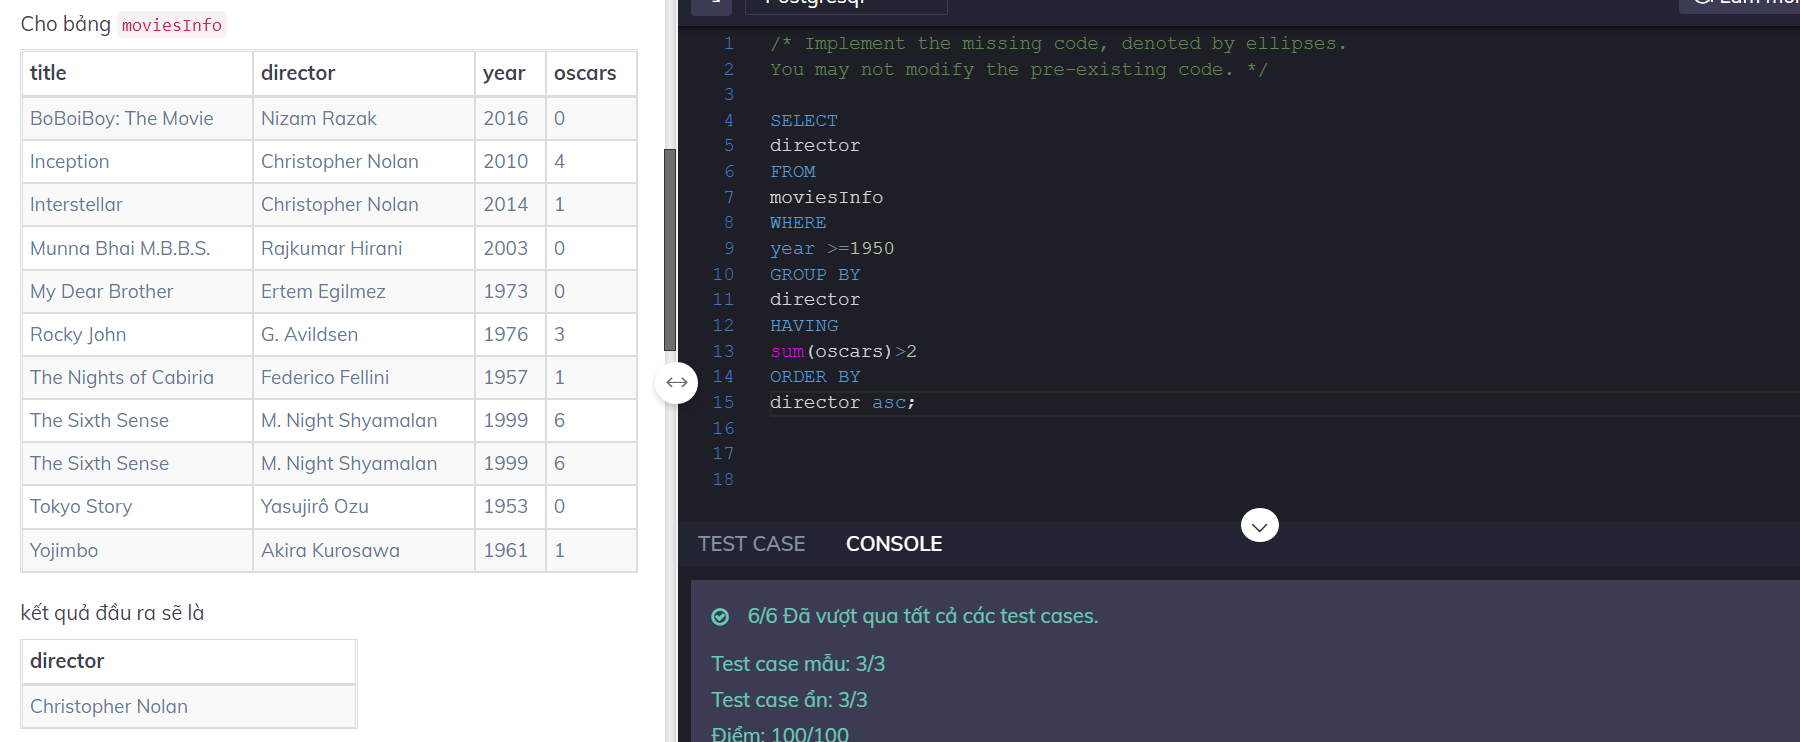 Cho bảng moviesInfo
title director year oscars
BoBoiBoy: The Movie Nizam Razak 2016 0
Inception Christopher Nolan 2010 4
Interstellar Christopher Nolan 2014 1
Munna Bhai M.B.B.S. Rajkumar Hirani 2003 0
My Dear Brother Ertem Egilmez 1973 0
Rocky John G. Avildsen 1976 3
The Nights of Cabiria Federico Fellini 1957 1
The Sixth Sense M. Night Shyamalan 1999 6
The Sixth Sense M. Night Shyamalan 1999 6
Tokyo Story Yasujirô Ozu 1953 0
Yojimbo Akira Kurosawa 1961 1
kết quả đầu ra sẽ là
director
Christopher Nolan
Postgresql
1 /* Implement the missing code, denoted by ellipses.
2 You may not modify the pre-existing code. */
3
4 SELECT
5 director
6 FROM
7 moviesInfo
8 WHERE
9 year >=1950
10 GROUP BY
11 director
12 HAVING
13 sum(oscars)>2
14 ORDER BY
15 director asc;
16
17
18
TEST CASE CONSOLE
6/6 Đã vượt qua tất cả các test cases.
Test case mẫu: 3/3
Test case ẩn: 3/3
Điểm: 100/100